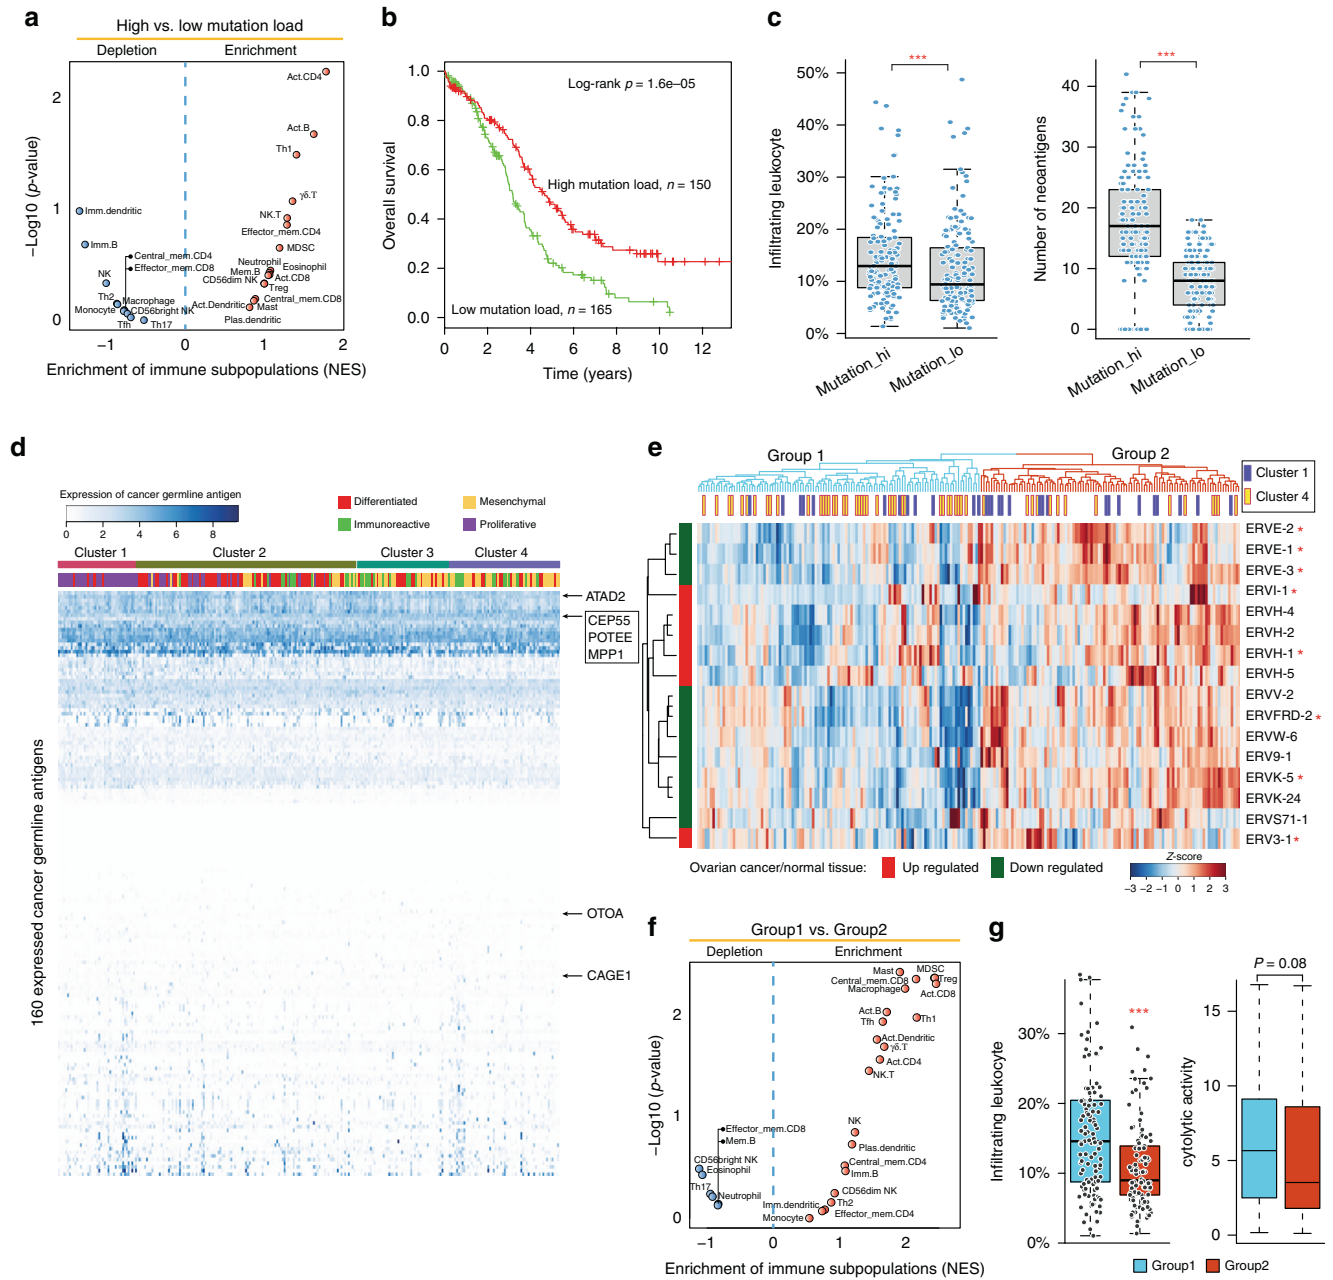 a
High vs. low mutation load
Depletion
Enrichment
Act.CD4
Act.B
Th1
γδ.T
NK.T
Effector_mem.CD4
MDSC
Neutrophil
Eosinophil
Mem.B
Act.CD8
CD56dim NK
Treg
Central_mem.CD8
Act.Dendritic
Mast
Plas.dendritic
Imm.dendritic
Imm.B
Central_mem.CD4
Effector_mem.CD8
NK
Th2
Macrophage
Monocyte
CD56bright NK
Tfh
Th17
2
1
0
−Log10 (p-value)
−1 0 1 2
Enrichment of immune subpopulations (NES)
b
Log-rank p = 1.6e–05
High mutation load, n = 150
Low mutation load, n = 165
1.0
0.8
0.6
0.4
0.2
0.0
Overall survival
0 2 4 6 8 10 12
Time (years)
c
***
50%
40%
30%
20%
10%
0%
Infiltrating leukocyte
Mutation_hi
Mutation_lo
***
40
30
20
10
0
Number of neoantigens
Mutation_hi
Mutation_lo
d
Expression of cancer germline antigen
0 2 4 6 8
Differentiated
Mesenchymal
Immunoreactive
Proliferative
Cluster 1
Cluster 2
Cluster 3
Cluster 4
ATAD2
CEP55
POTEE
MPP1
OTOA
CAGE1
160 expressed cancer germline antigens
e
Group 1
Group 2
Cluster 1
Cluster 4
ERVE-2 *
ERVE-1 *
ERVE-3 *
ERVI-1 *
ERVH-4
ERVH-2
ERVH-1 *
ERVH-5
ERVV-2
ERVFRD-2 *
ERVW-6
ERV9-1
ERVK-5 *
ERVK-24
ERVS71-1
ERV3-1 *
Ovarian cancer/normal tissue:
Up regulated
Down regulated
Z-score
−3 −2 −1 0 1 2 3
f
Group1 vs. Group2
Depletion
Enrichment
Mast
MDSC
Central_mem.CD8
Treg
Macrophage
Act.CD8
Act.B
Tfh
Th1
Act.Dendritic
γδ.T
Act.CD4
NK.T
NK
Plas.dendritic
Central_mem.CD4
Imm.B
CD56dim NK
Th2
Imm.dendritic
Effector_mem.CD4
Monocyte
Effector_mem.CD8
Mem.B
CD56bright NK
Eosinophil
Th17
Neutrophil
2
1
0
−Log10 (p-value)
−1 0 1 2
Enrichment of immune subpopulations (NES)
g
***
30%
20%
10%
0%
Infiltrating leukocyte
P = 0.08
15
10
5
0
cytolytic activity
Group1
Group2